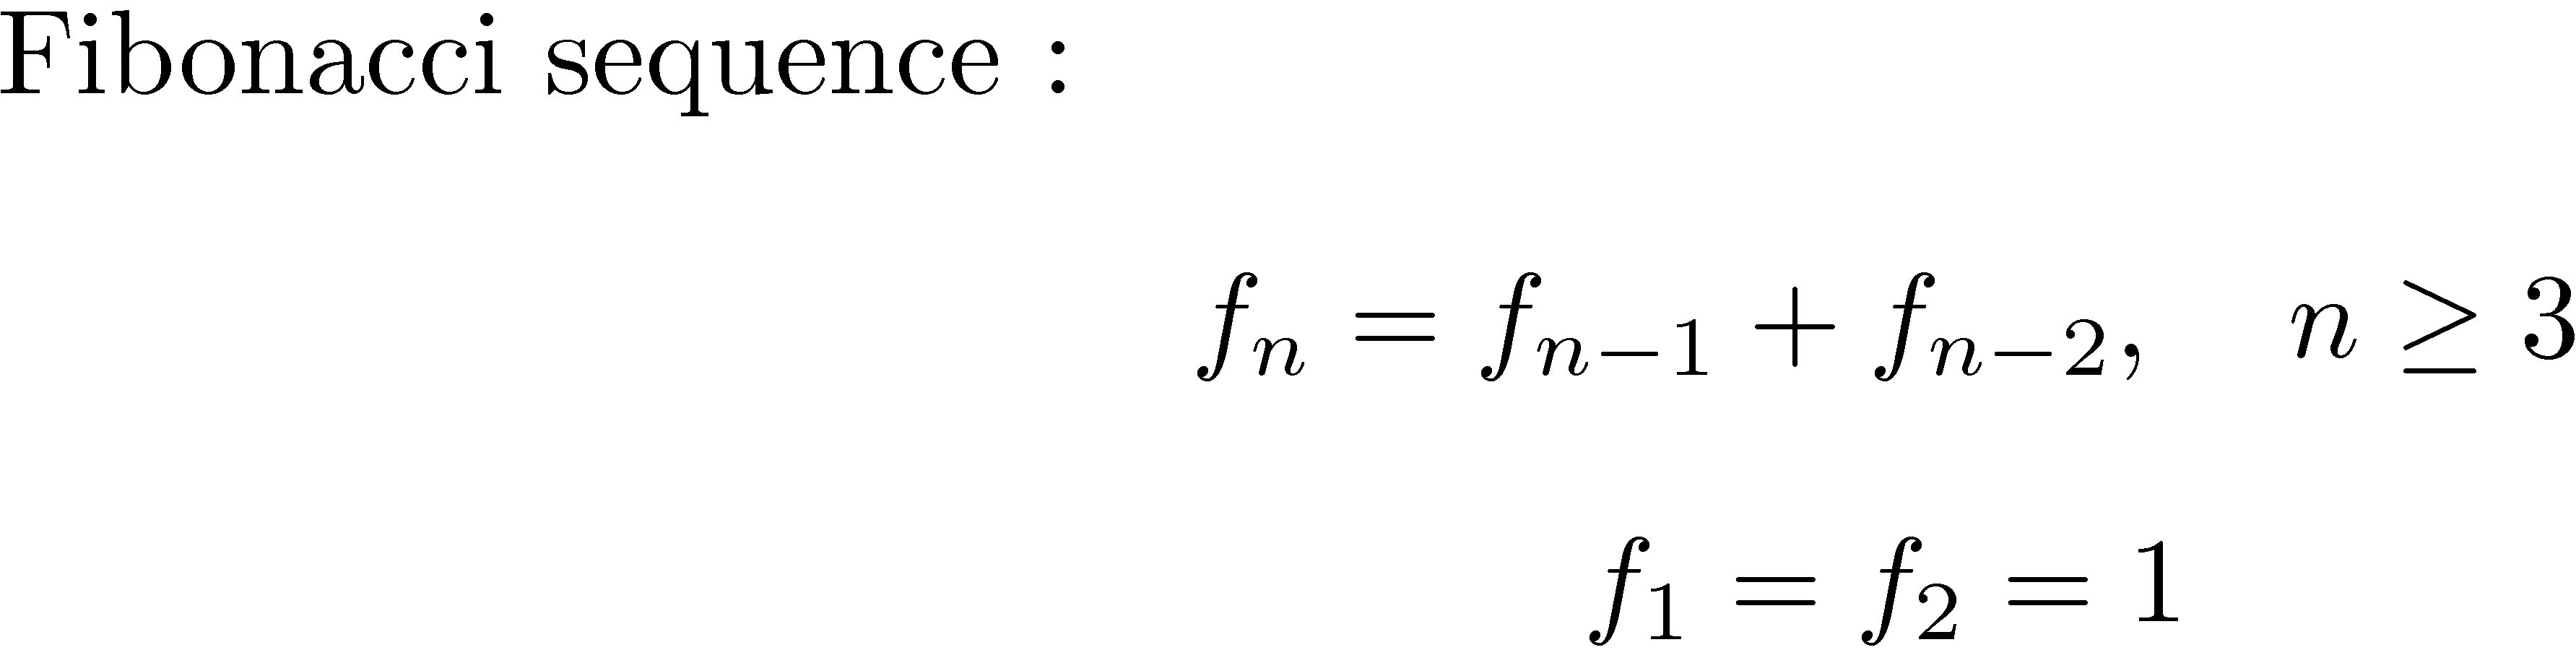 Fibonacci sequence :
fₙ = fₙ₋₁ + fₙ₋₂, n ≥ 3
f₁ = f₂ = 1